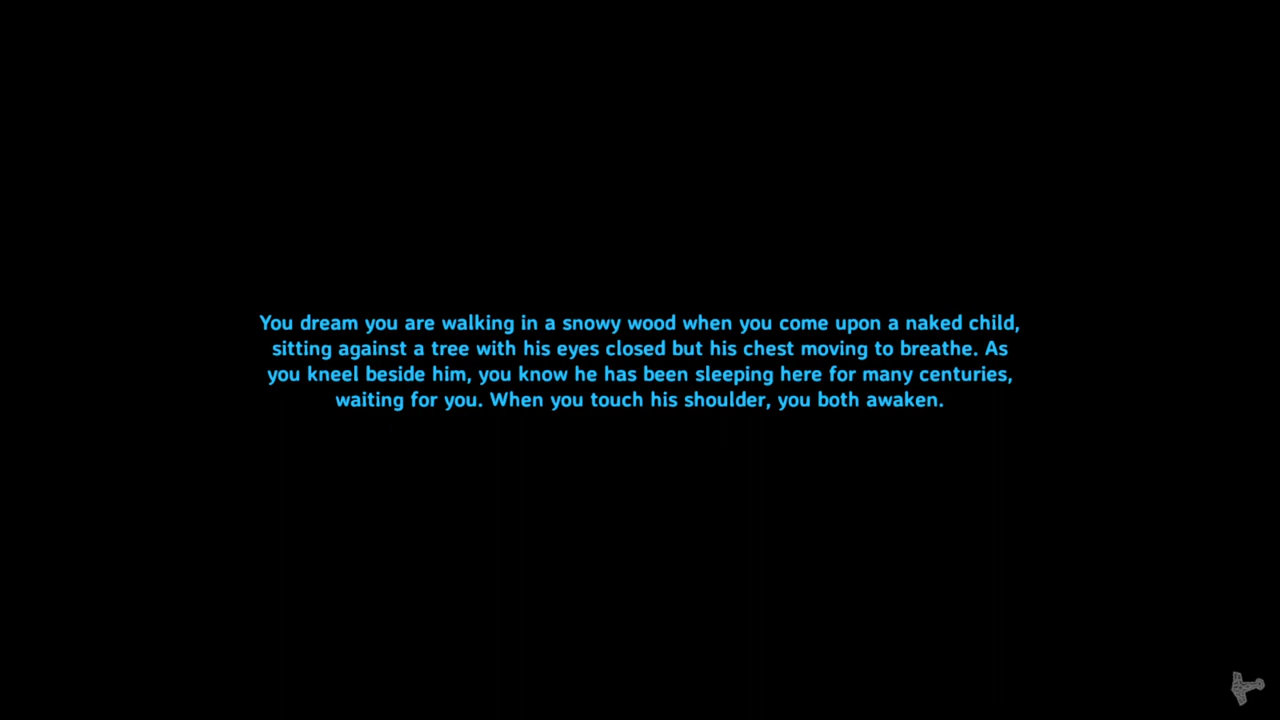 You dream you are walking in a snowy wood when you come upon a naked child,
sitting against a tree with his eyes closed but his chest moving to breathe. As
you kneel beside him, you know he has been sleeping here for many centuries,
waiting for you. When you touch his shoulder, you both awaken.